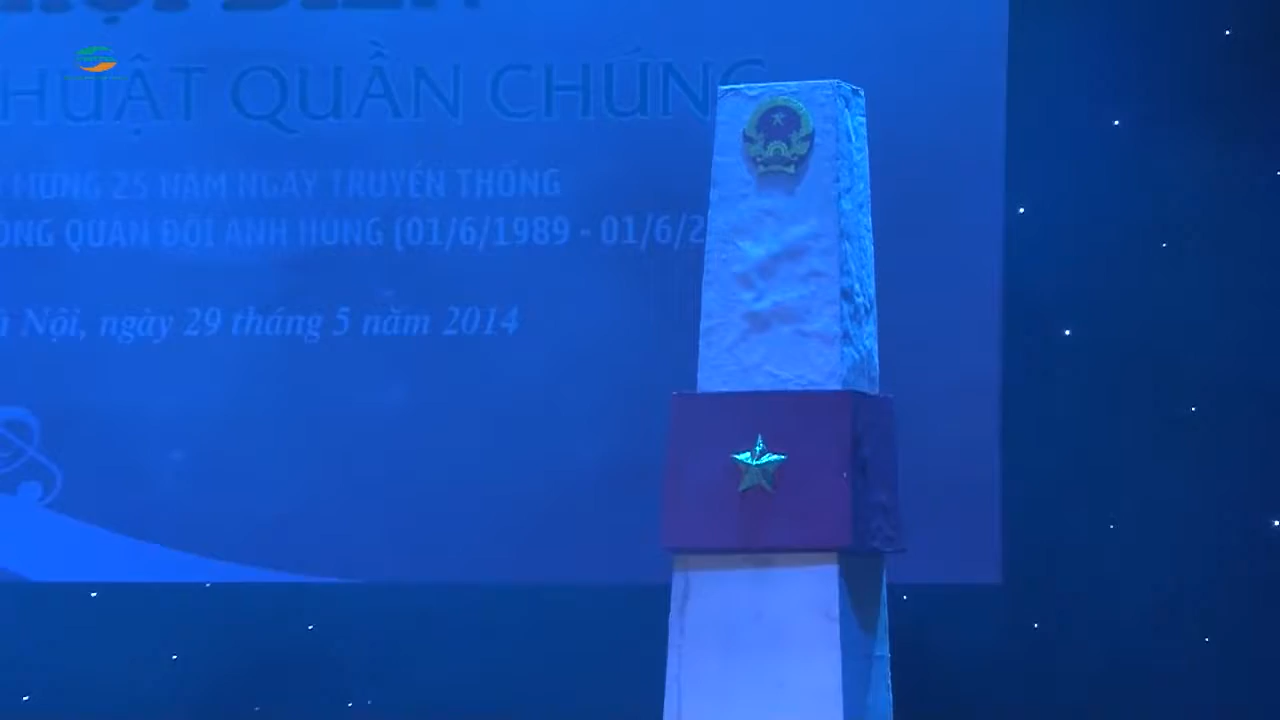 HUẬT QUẦN CHÚNG
MỪNG 25 NĂM NGÀY TRUYỀN THỐNG
QUÂN ĐỘI ANH HÙNG (01/6/1989 - 01/6/2
Nội, ngày 29 tháng 5 năm 2014